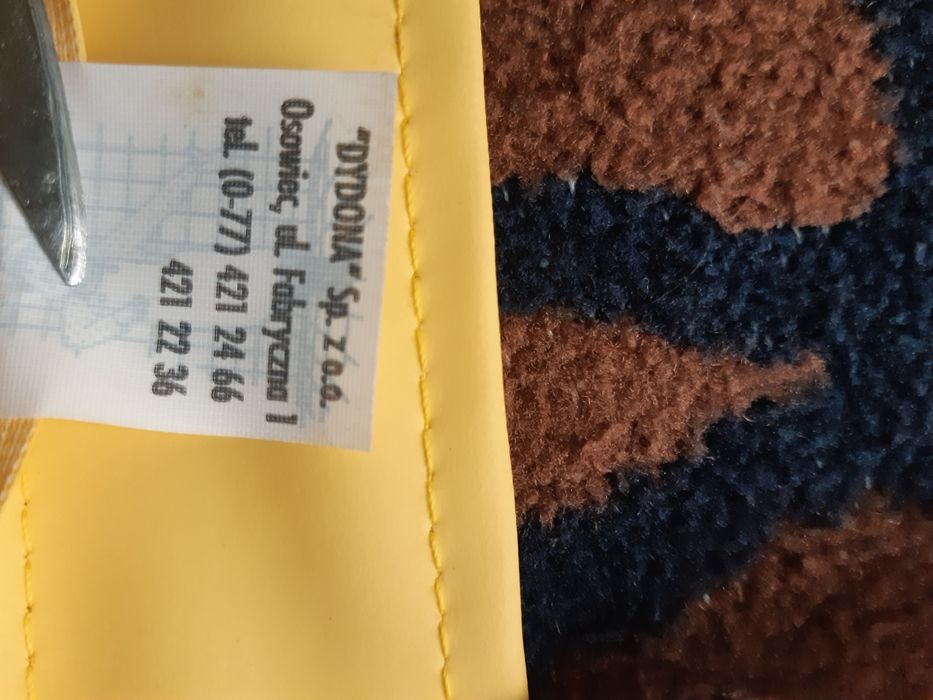 "DYDONA" Sp. z o.o.
Osowiec, ul. Fabryczna 1
tel. (0-77) 421 24 66
421 22 36